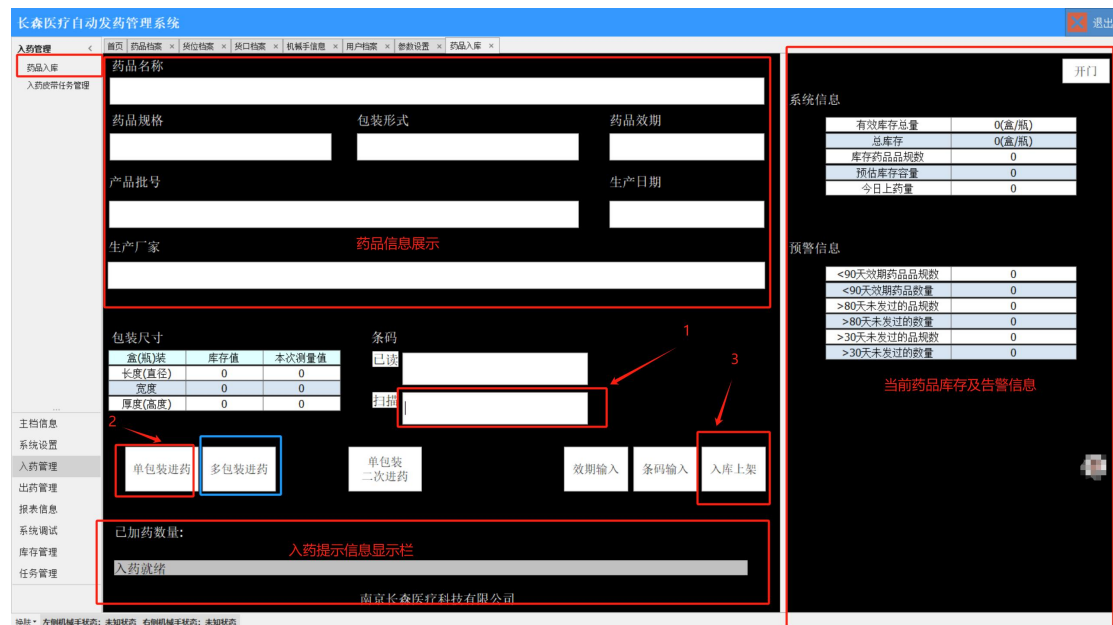 长森医疗自动发药管理系统
退出
入药管理 <
首页 药品档案 × 货位档案 × 货口档案 × 机械手信息 × 用户档案 × 参数设置 × 药品入库 ×
药品入库
入药皮带任务管理
药品名称
开门
系统信息
药品规格 包装形式 药品效期
有效库存总量 0(盒/瓶)
总库存 0(盒/瓶)
库存药品品规数 0
预估库存容量 0
今日上药量 0
产品批号 生产日期
生产厂家
药品信息展示
预警信息
<90天效期药品品规数 0
<90天效期药品数量 0
>80天未发过的品规数 0
>80天未发过的数量 0
>30天未发过的品规数 0
>30天未发过的数量 0
当前药品库存及告警信息
包装尺寸 条码
1
盒(瓶)装 库存值 本次测量值
长度(直径) 0 0
宽度 0 0
厚度(高度) 0 0
已读
扫描
3
2
...
主档信息
系统设置
入药管理
出药管理
报表信息
系统调试
库存管理
任务管理
单包装进药
多包装进药
单包装
二次进药
效期输入
条码输入
入库上架
已加药数量:
入药提示信息显示栏
入药就绪
南京长森医疗科技有限公司
换肤 左侧机械手状态：未知状态 右侧机械手状态：未知状态